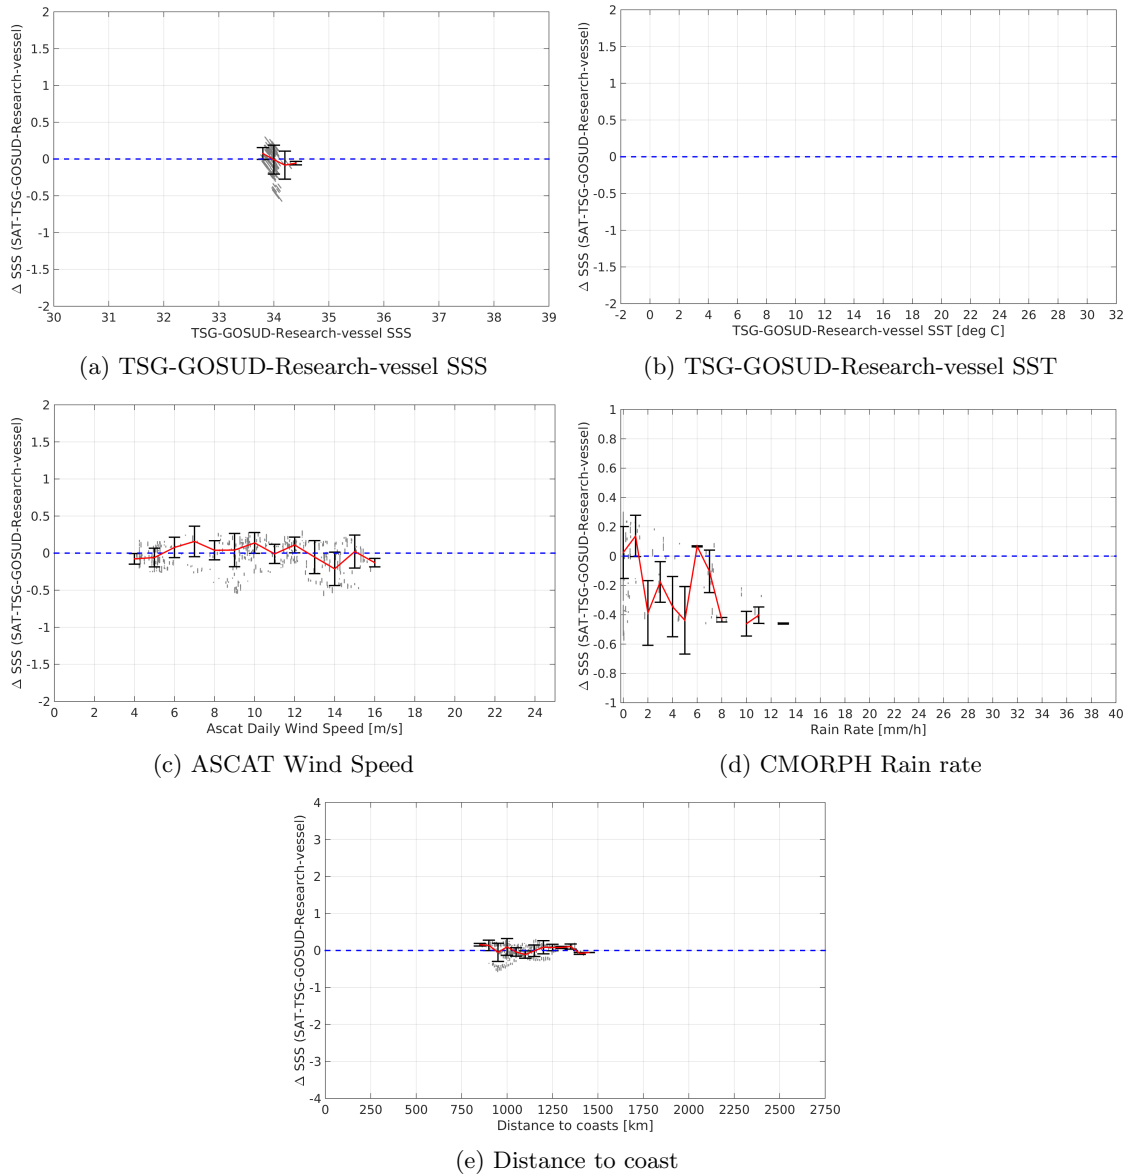 Δ SSS (SAT-TSG-GOSUD-Research-vessel)
2
1.5
1
0.5
0
-0.5
-1
-1.5
-2
30 31 32 33 34 35 36 37 38 39
TSG-GOSUD-Research-vessel SSS
(a) TSG-GOSUD-Research-vessel SSS
Δ SSS (SAT-TSG-GOSUD-Research-vessel)
2
1.5
1
0.5
0
-0.5
-1
-1.5
-2
-2 0 2 4 6 8 10 12 14 16 18 20 22 24 26 28 30 32
TSG-GOSUD-Research-vessel SST [deg C]
(b) TSG-GOSUD-Research-vessel SST
Δ SSS (SAT-TSG-GOSUD-Research-vessel)
2
1.5
1
0.5
0
-0.5
-1
-1.5
-2
0 2 4 6 8 10 12 14 16 18 20 22 24
Ascat Daily Wind Speed [m/s]
(c) ASCAT Wind Speed
Δ SSS (SAT-TSG-GOSUD-Research-vessel)
1
0.8
0.6
0.4
0.2
0
-0.2
-0.4
-0.6
-0.8
-1
0 2 4 6 8 10 12 14 16 18 20 22 24 26 28 30 32 34 36 38 40
Rain Rate [mm/h]
(d) CMORPH Rain rate
Δ SSS (SAT-TSG-GOSUD-Research-vessel)
4
3
2
1
0
-1
-2
-3
-4
0 250 500 750 1000 1250 1500 1750 2000 2250 2500 2750
Distance to coasts [km]
(e) Distance to coast